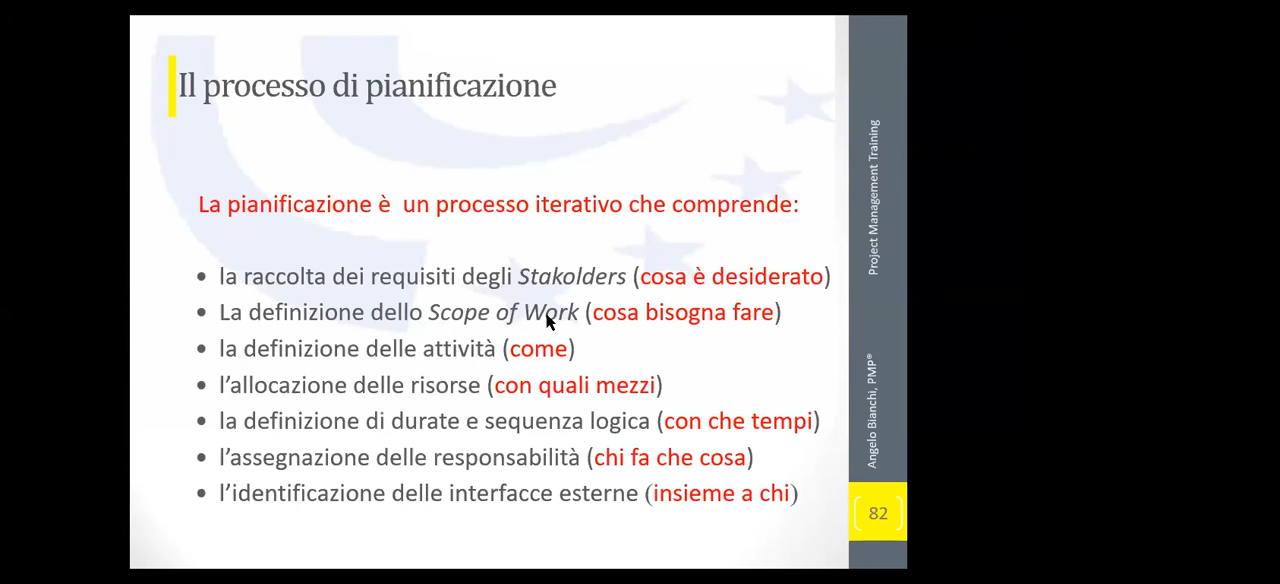 Il processo di pianificazione
La pianificazione è un processo iterativo che comprende:
• la raccolta dei requisiti degli Stakolders (cosa è desiderato)
• La definizione dello Scope of Work (cosa bisogna fare)
• la definizione delle attività (come)
• l’allocazione delle risorse (con quali mezzi)
• la definizione di durate e sequenza logica (con che tempi)
• l’assegnazione delle responsabilità (chi fa che cosa)
• l’identificazione delle interfacce esterne (insieme a chi)
Project Management Training
Angelo Bianchi, PMP®
82